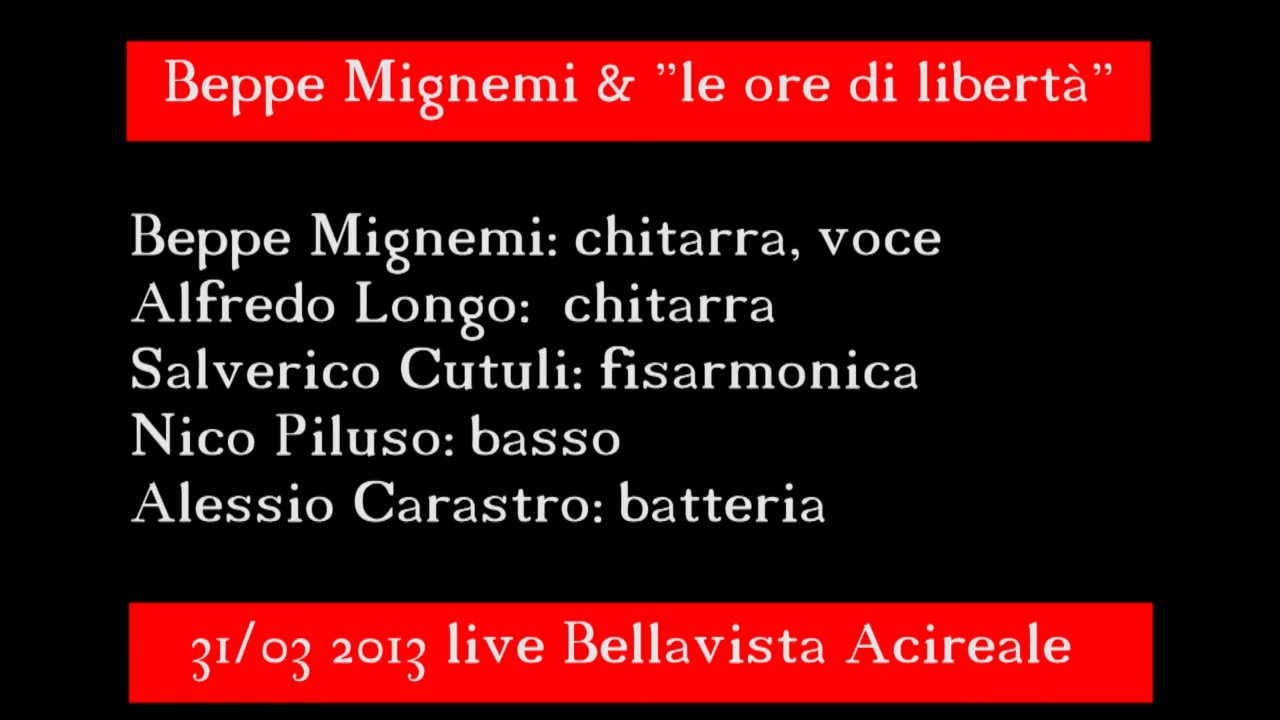 Beppe Mignemi & ”le ore di libertà”
Beppe Mignemi: chitarra, voce
Alfredo Longo:  chitarra
Salverico Cutuli: fisarmonica
Nico Piluso: basso
Alessio Carastro: batteria
31/03 2013 live Bellavista Acireale